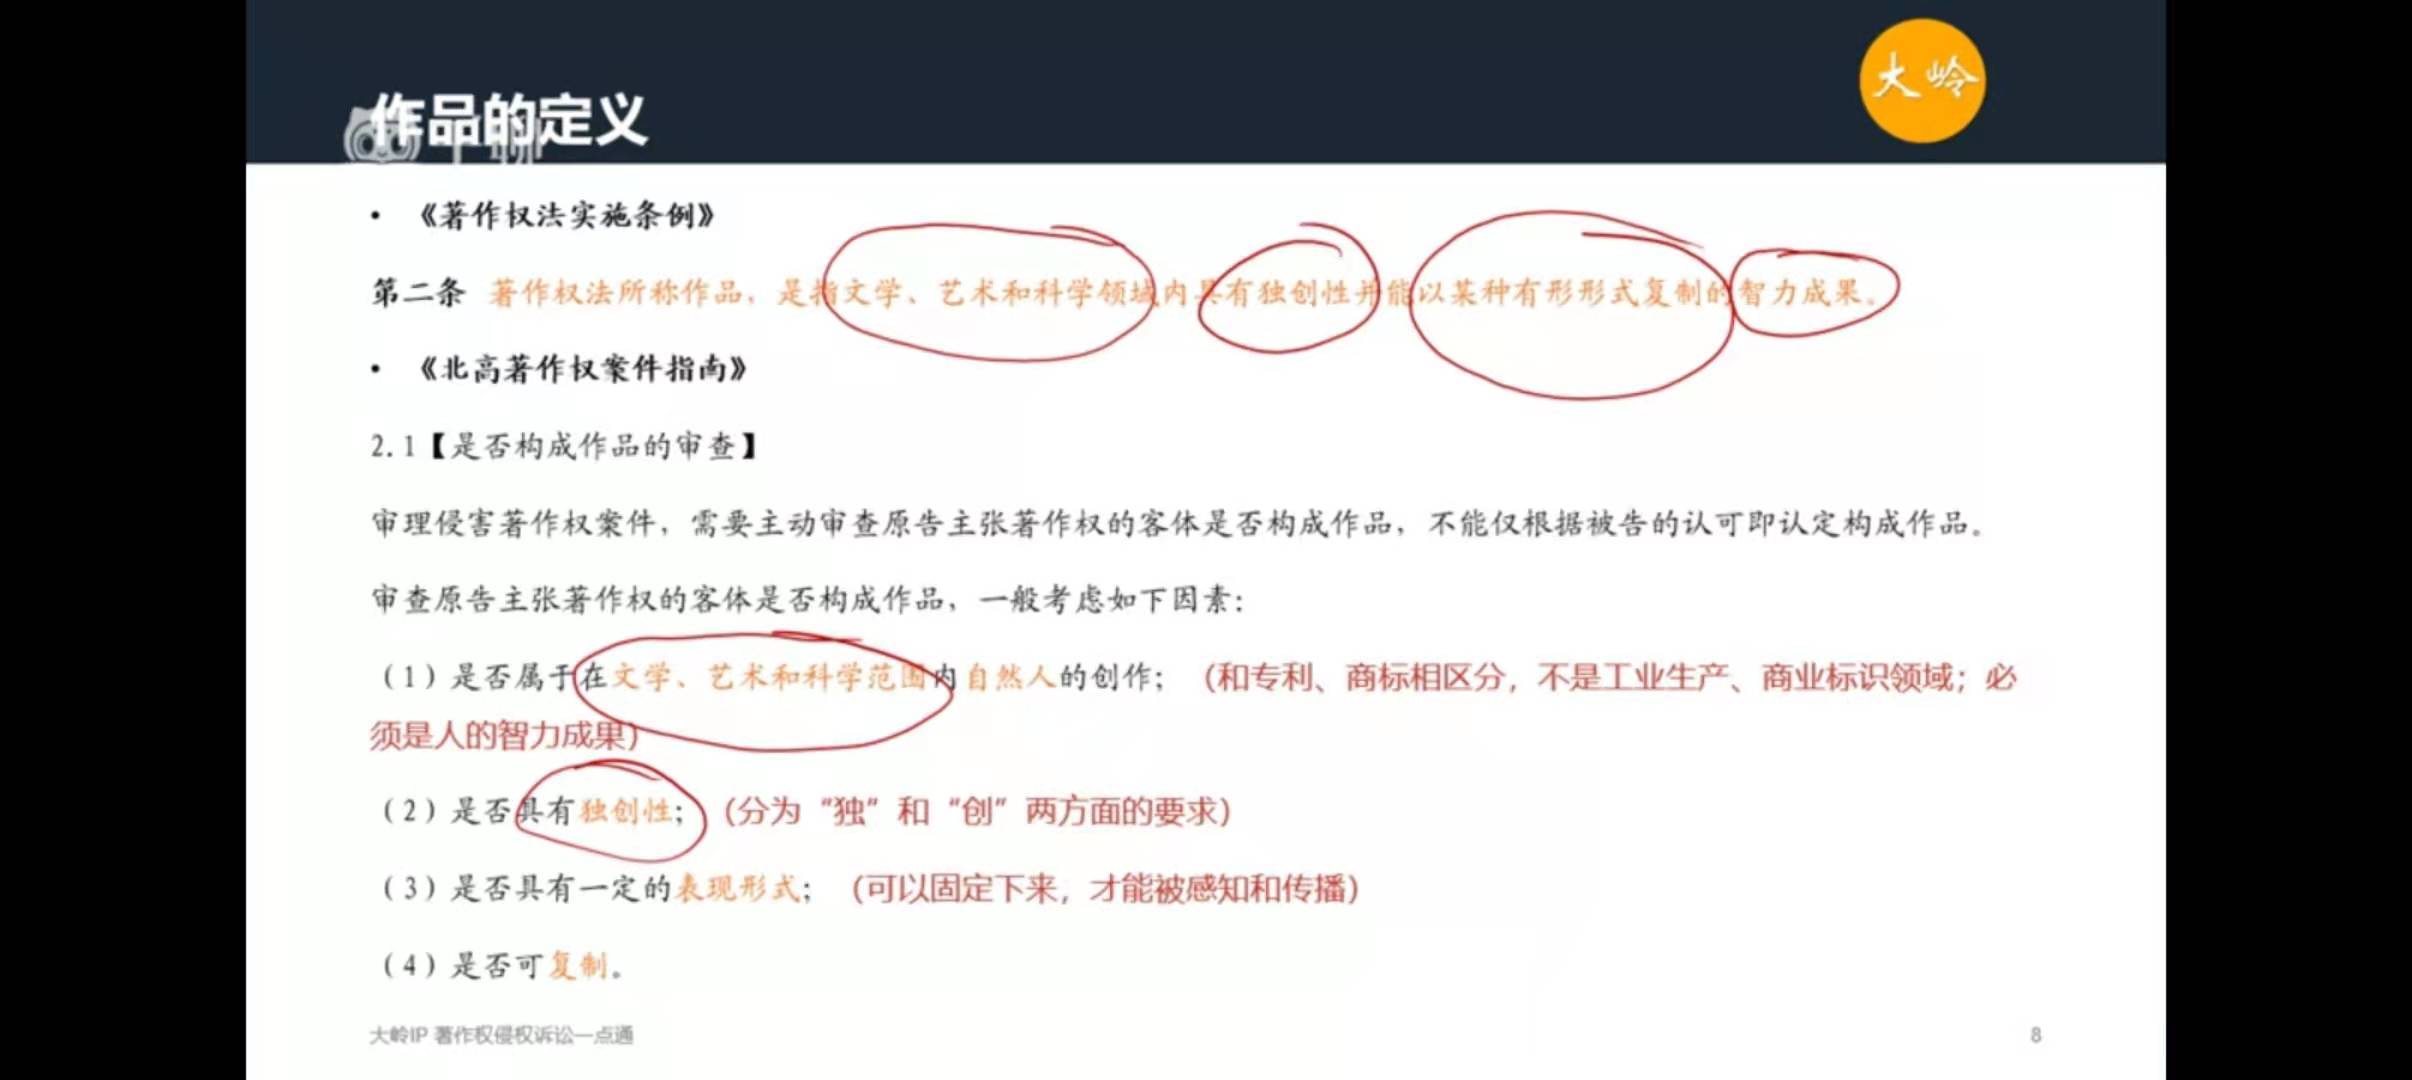 大岭
作品的定义
• 《著作权法实施条例》
第二条 著作权法所称作品，是指文学、艺术和科学领域内具有独创性并能以某种有形形式复制的智力成果。
• 《北高著作权案件指南》
2.1【是否构成作品的审查】
审理侵害著作权案件，需要主动审查原告主张著作权的客体是否构成作品，不能仅根据被告的认可即认定构成作品。
审查原告主张著作权的客体是否构成作品，一般考虑如下因素：
（1）是否属于在文学、艺术和科学范围内自然人的创作；（和专利、商标相区分，不是工业生产、商业标识领域；必
须是人的智力成果）
（2）是否具有独创性；（分为“独”和“创”两方面的要求）
（3）是否具有一定的表现形式；（可以固定下来，才能被感知和传播）
（4）是否可复制。
大岭IP 著作权侵权诉讼一点通
8